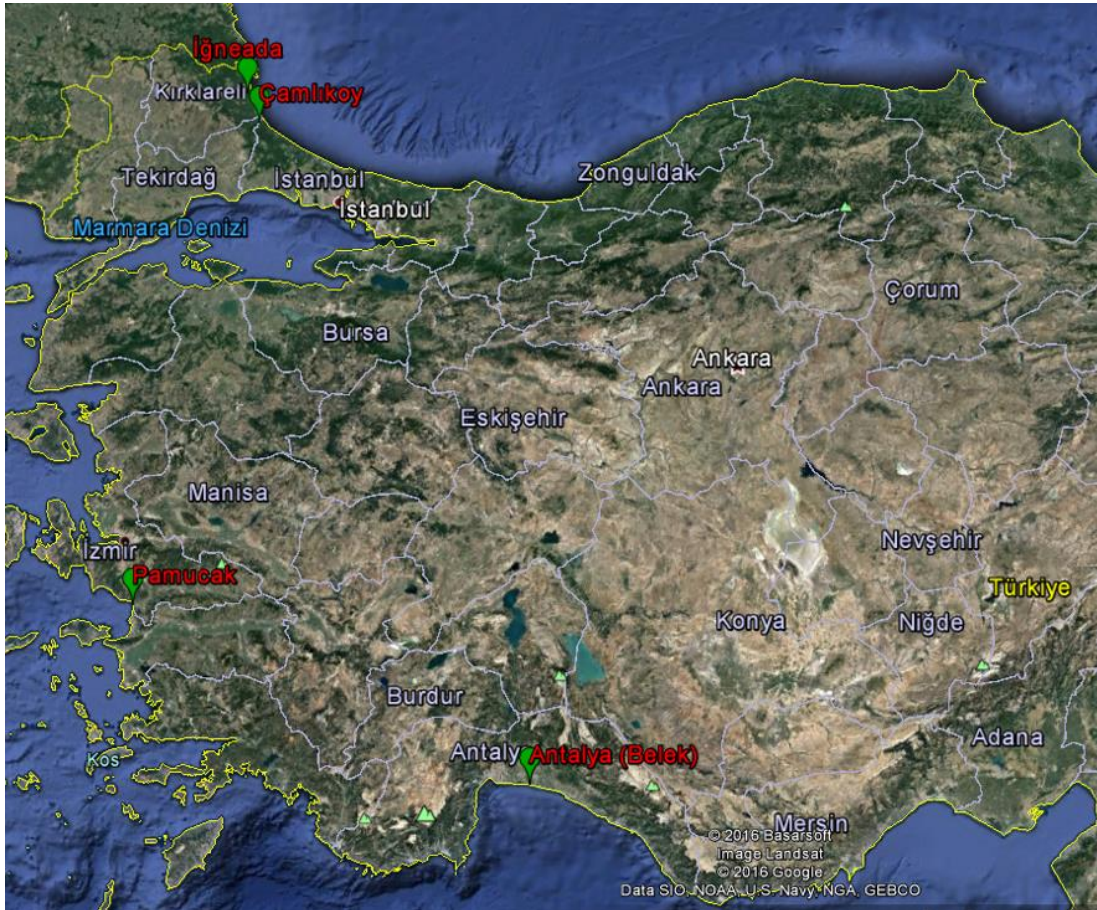 İğneada
Kırklareli
Çamlıkoy
Tekirdağ
İstanbul
İstanbul
Zonguldak
Marmara Denizi
Çorum
Bursa
Ankara
Ankara
Eskişehir
Manisa
Nevşehir
İzmir
Pamucak
Türkiye
Konya
Niğde
Burdur
Antaly
Antalya (Belek)
Adana
Kos
Mersin
© 2016 Basarsoft
Image Landsat
© 2016 Google
Data SIO, NOAA, U.S. Navy, NGA, GEBCO